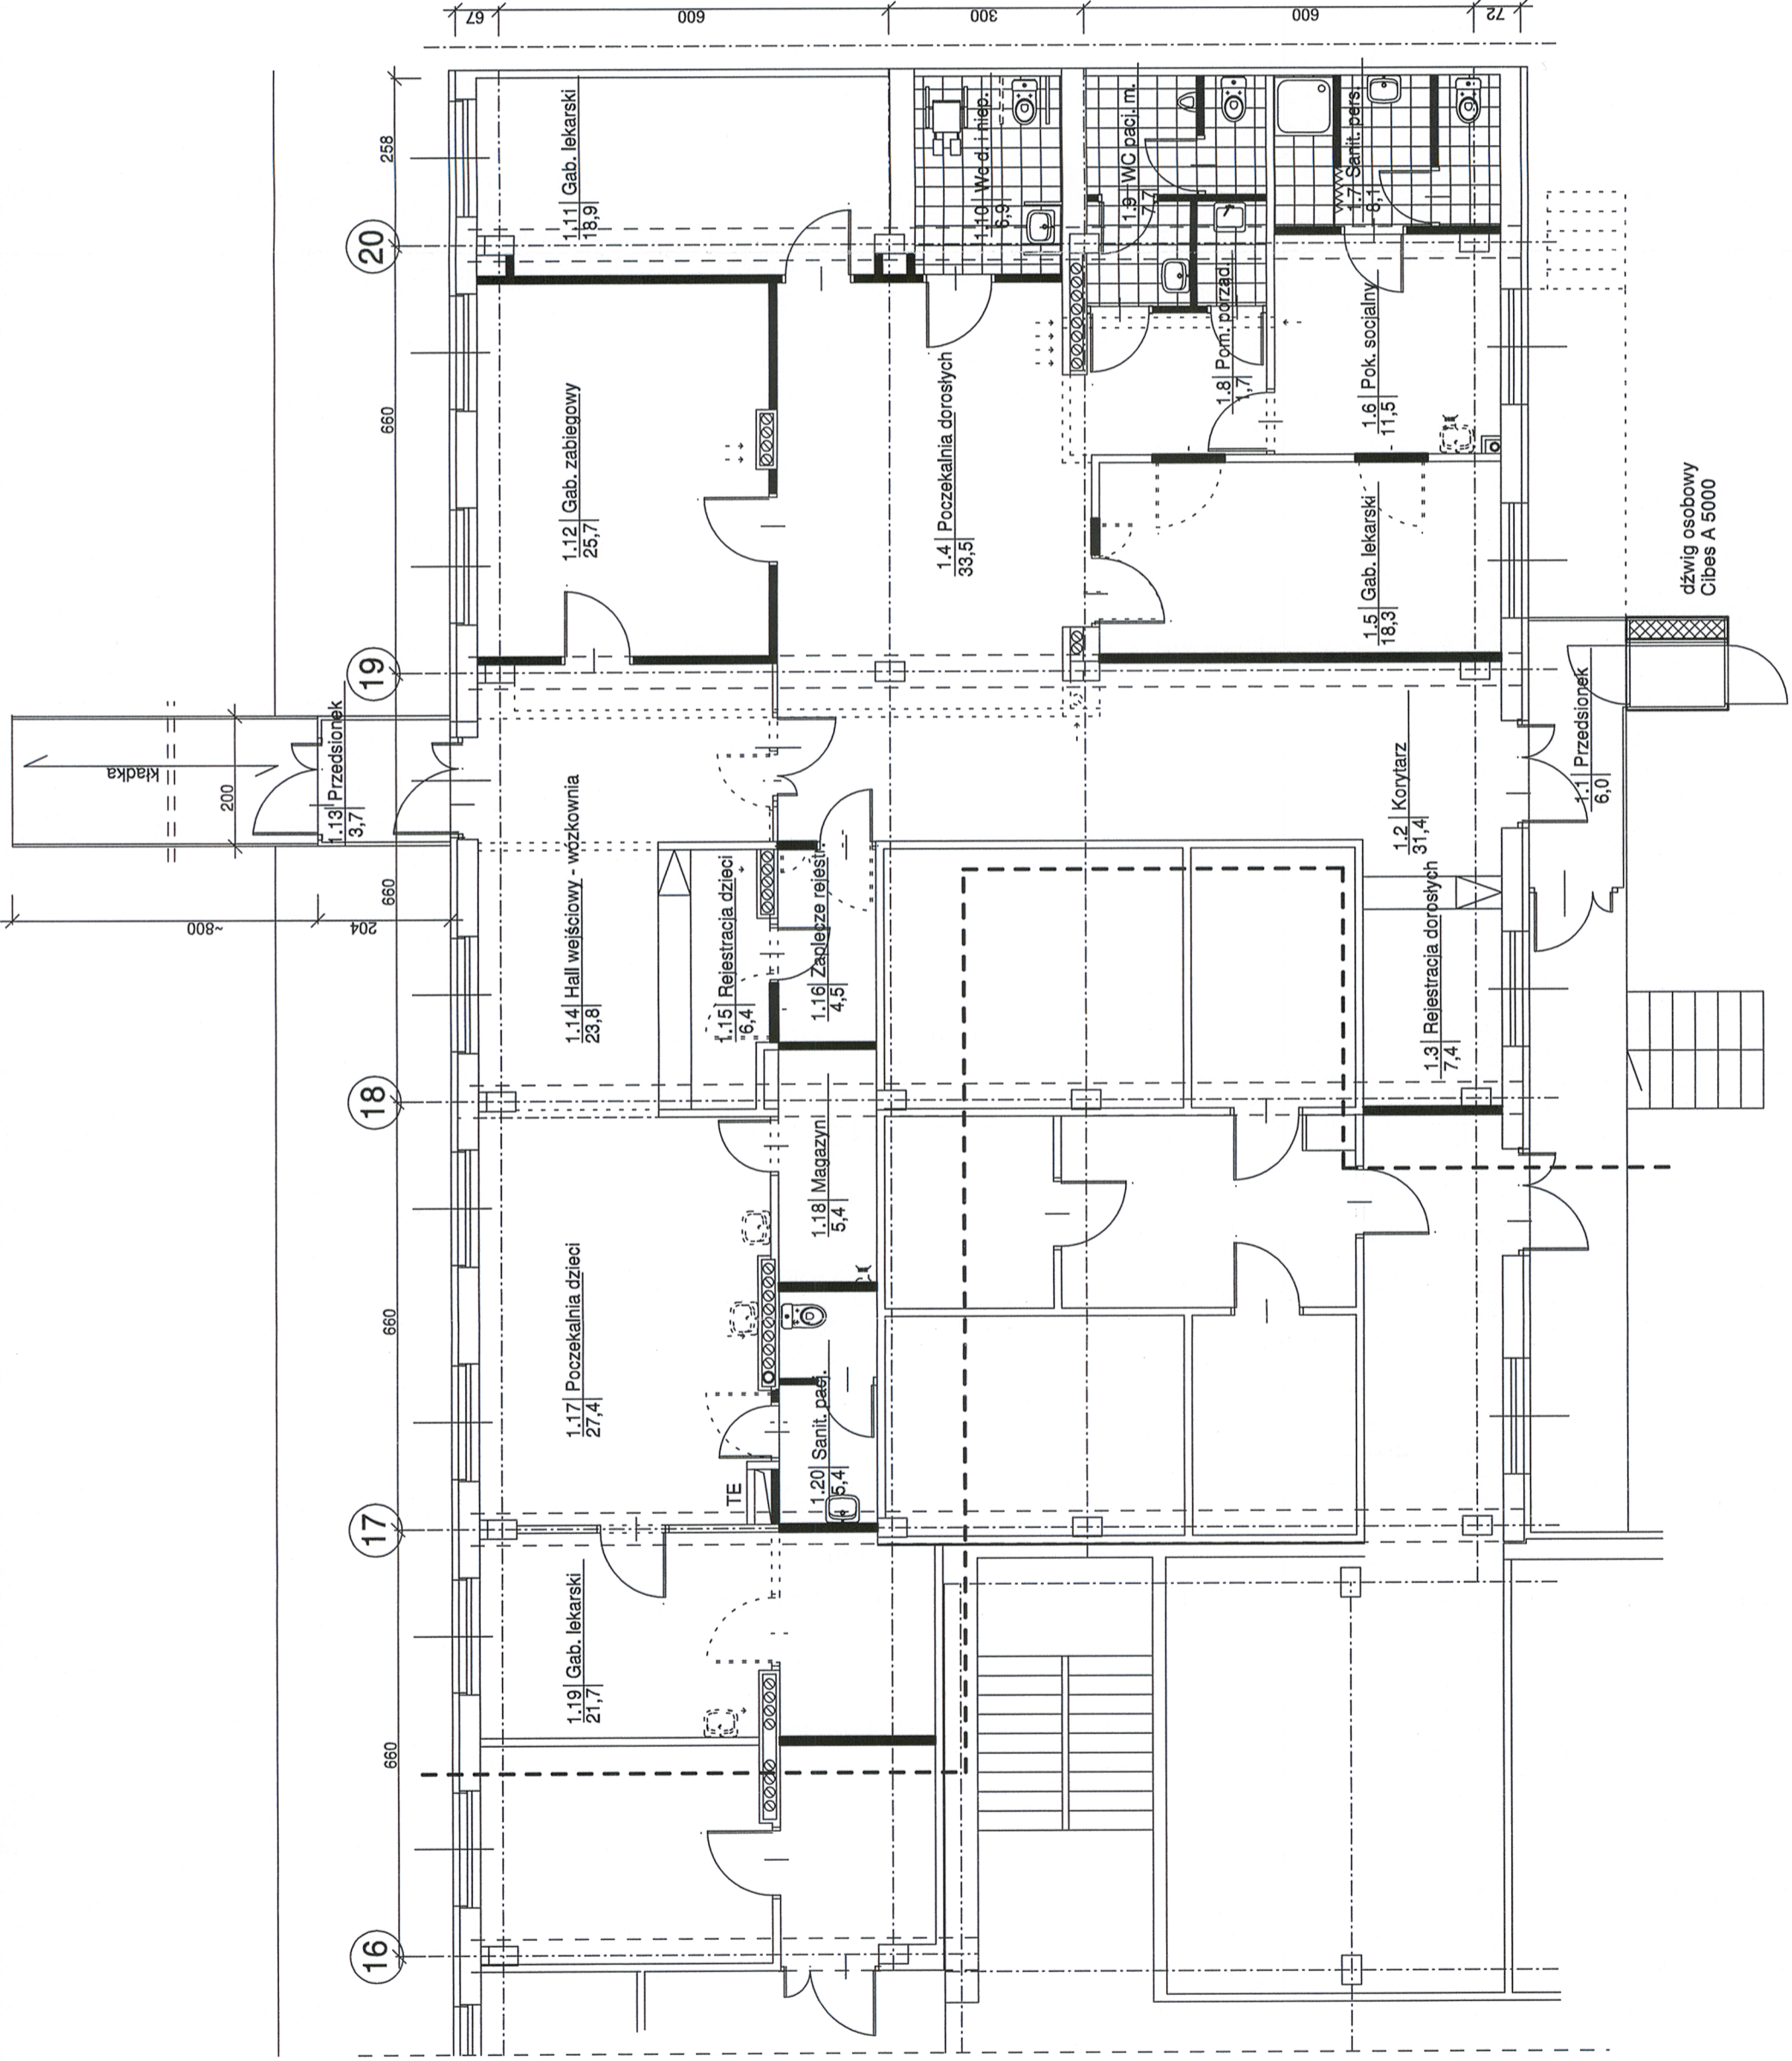 67
600
300
600
72
258
660
660
660
660
20
19
18
17
16
1.11 Gab. lekarski
18,9
1.10 Wc d. i niep.
6,9
1.9 WC pacj. m.
7,7
1.7 Sanit. pers.
8,1
1.12 Gab. zabiegowy
25,7
1.4 Poczekalnia dorosłych
33,5
1.8 Pom. porząd.
1,7
1.6 Pok. socjalny
11,5
1.5 Gab. lekarski
18,3
dźwig osobowy
Cibes A 5000
kładka
200
1.13 Przedsionek
3,7
~800
204
1.14 Hall wejściowy - wózkownia
23,8
1.15 Rejestracja dzieci
6,4
1.16 Zaplecze rejestr.
4,5
1.2 Korytarz
31,4
1.1 Przedsionek
6,0
1.3 Rejestracja dorosłych
7,4
1.18 Magazyn
5,4
1.17 Poczekalnia dzieci
27,4
1.20 Sanit. pacj.
5,4
TE
1.19 Gab. lekarski
21,7